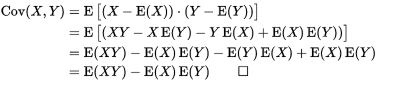 Cov(X, Y) = E [(X − E(X)) · (Y − E(Y))]
= E [(XY − X E(Y) − Y E(X) + E(X) E(Y))]
= E(XY) − E(X) E(Y) − E(Y) E(X) + E(X) E(Y)
= E(XY) − E(X) E(Y) □